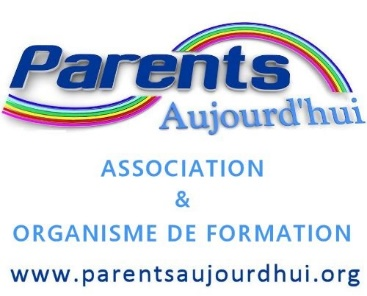 Parents
Aujourd'hui
ASSOCIATION
&
ORGANISME DE FORMATION
www.parentsaujourdhui.org